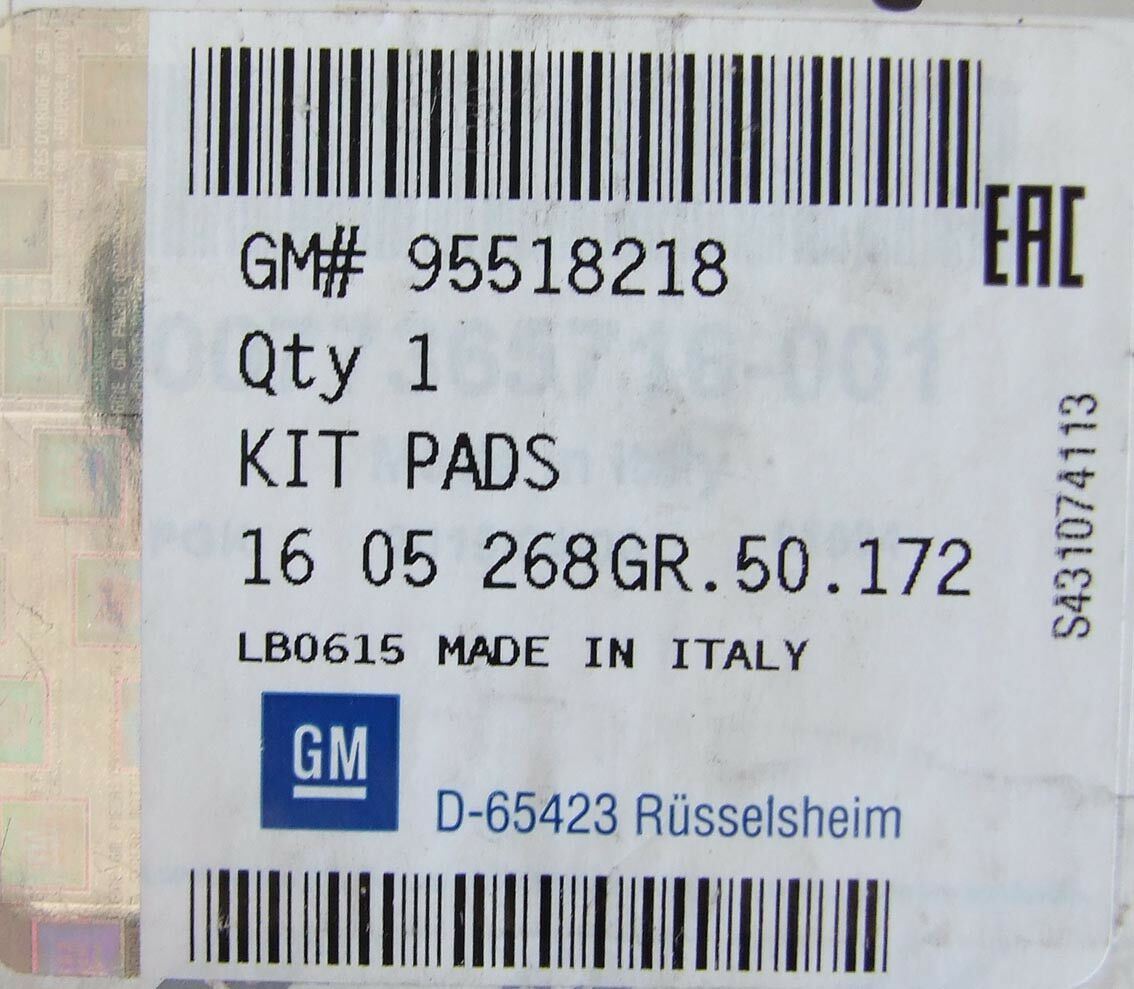 EAC
GM# 95518218
Qty 1
KIT PADS
16 05 268GR.50.172
LB0615 MADE IN ITALY
GM
D-65423 Rüsselsheim
S431074113